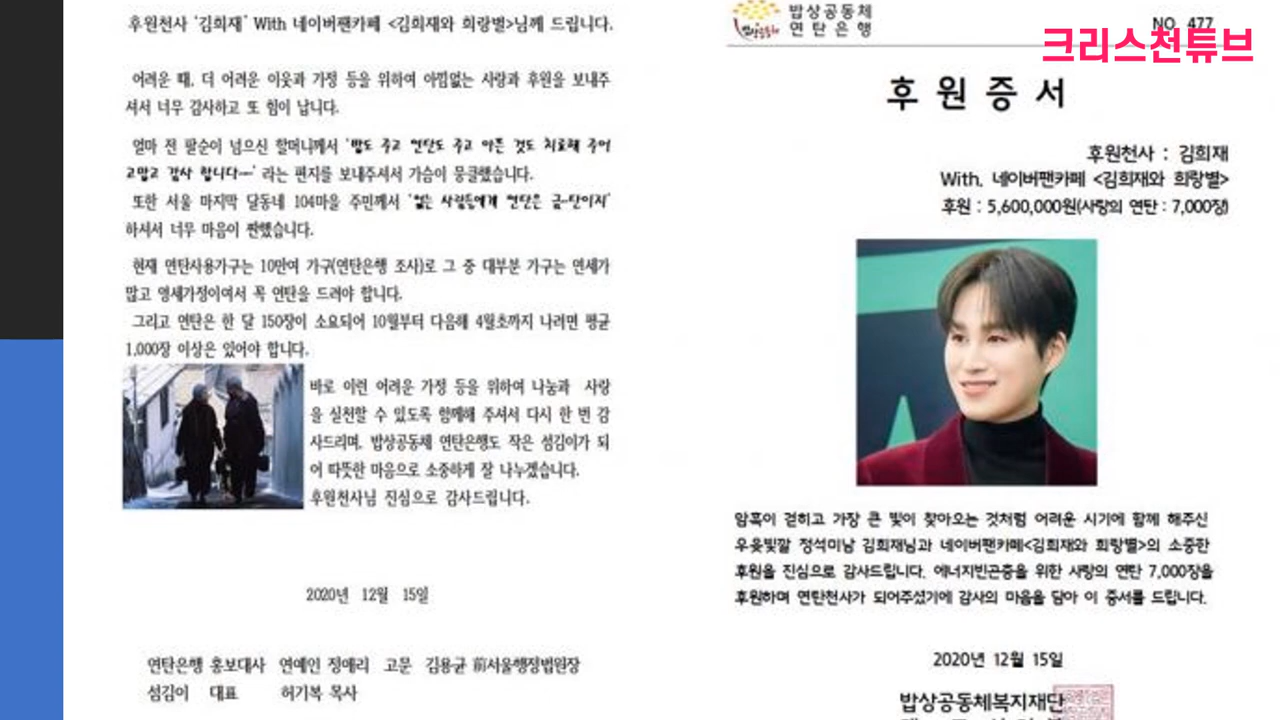 후원천사 '김희재' With 네이버팬카페 <김희재와 희랑별>님께 드립니다.
어려운 때, 더 어려운 이웃과 가정 등을 위하여 아낌없는 사랑과 후원을 보내주
셔서 너무 감사하고 또 힘이 납니다.
얼마 전 팔순이 넘으신 할머니께서 '밥도 주고 연탄도 주고 아픈 것도 치료해 주어
고맙고 감사 합니다…' 라는 편지를 보내주셔서 가슴이 뭉클했습니다.
또한 서울 마지막 달동네 104마을 주민께서 '없는 사람들에게 연탄은 금-탄이지'
하셔서 너무 마음이 짠했습니다.
현재 연탄사용가구는 10만여 가구(연탄은행 조사)로 그 중 대부분 가구는 연세가
많고 영세가정이여서 꼭 연탄을 드려야 합니다.
그리고 연탄은 한 달 150장이 소요되어 10월부터 다음해 4월초까지 나려면 평균
1,000장 이상은 있어야 합니다.
바로 이런 어려운 가정 등을 위하여 나눔과 사랑
을 실천할 수 있도록 함께해 주셔서 다시 한 번 감
사드리며, 밥상공동체 연탄은행도 작은 섬김이가 되
어 따뜻한 마음으로 소중하게 잘 나누겠습니다.
후원천사님 진심으로 감사드립니다.
2020년 12월 15일
연탄은행 홍보대사 연예인 정애리 고문 김용균 前서울행정법원장
섬김이 대표 허기복 목사
밥상공동체
연탄은행
NO. 477
크리스천튜브
후원증서
후원천사 : 김희재
With. 네이버팬카페 <김희재와 희랑별>
후원 : 5,600,000원(사랑의 연탄 : 7,000장)
암흑이 걷히고 가장 큰 빛이 찾아오는 것처럼 어려운 시기에 함께 해주신
우윳빛깔 정석미남 김희재님과 네이버팬카페<김희재와 희랑별>의 소중한
후원을 진심으로 감사드립니다. 에너지빈곤층을 위한 사랑의 연탄 7,000장을
후원하며 연탄천사가 되어주셨기에 감사의 마음을 담아 이 증서를 드립니다.
2020년 12월 15일
밥상공동체복지재단